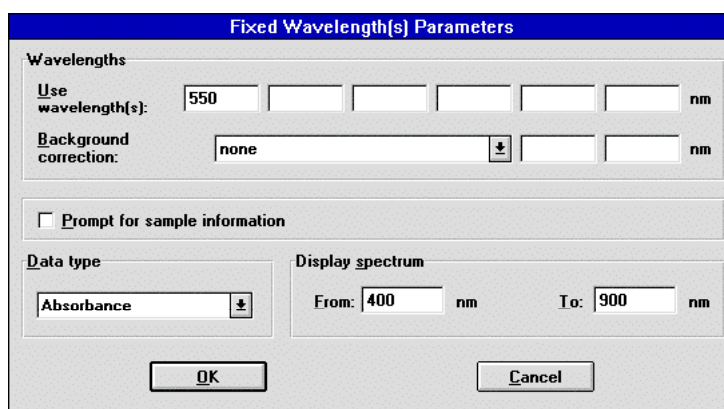 Fixed Wavelength(s) Parameters
Wavelengths
Use wavelength(s): 550 nm
Background correction: none nm
Prompt for sample information
Data type
Absorbance
Display spectrum
From: 400 nm To: 900 nm
OK Cancel